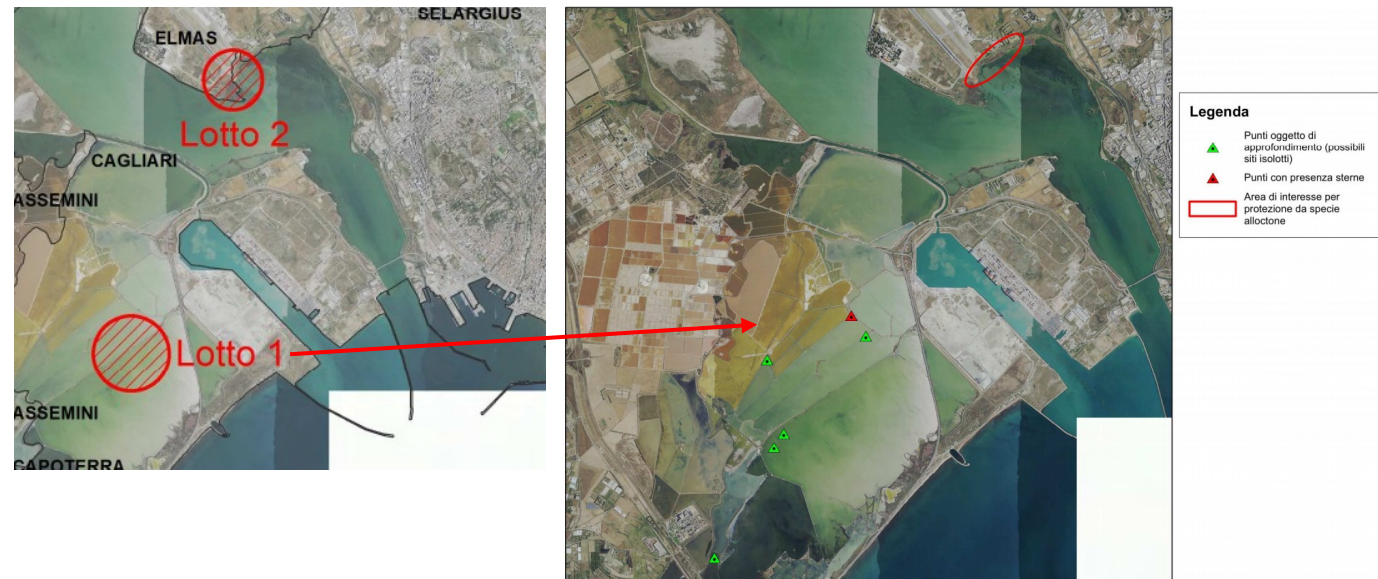 SELARGIUS
ELMAS
Lotto 2
CAGLIARI
ASSEMINI
Lotto 1
ASSEMINI
CAPOTERRA
Legenda
Punti oggetto di
approfondimento (possibili
siti isolotti)
Punti con presenza sterne
Area di interesse per
protezione da specie
alloctone